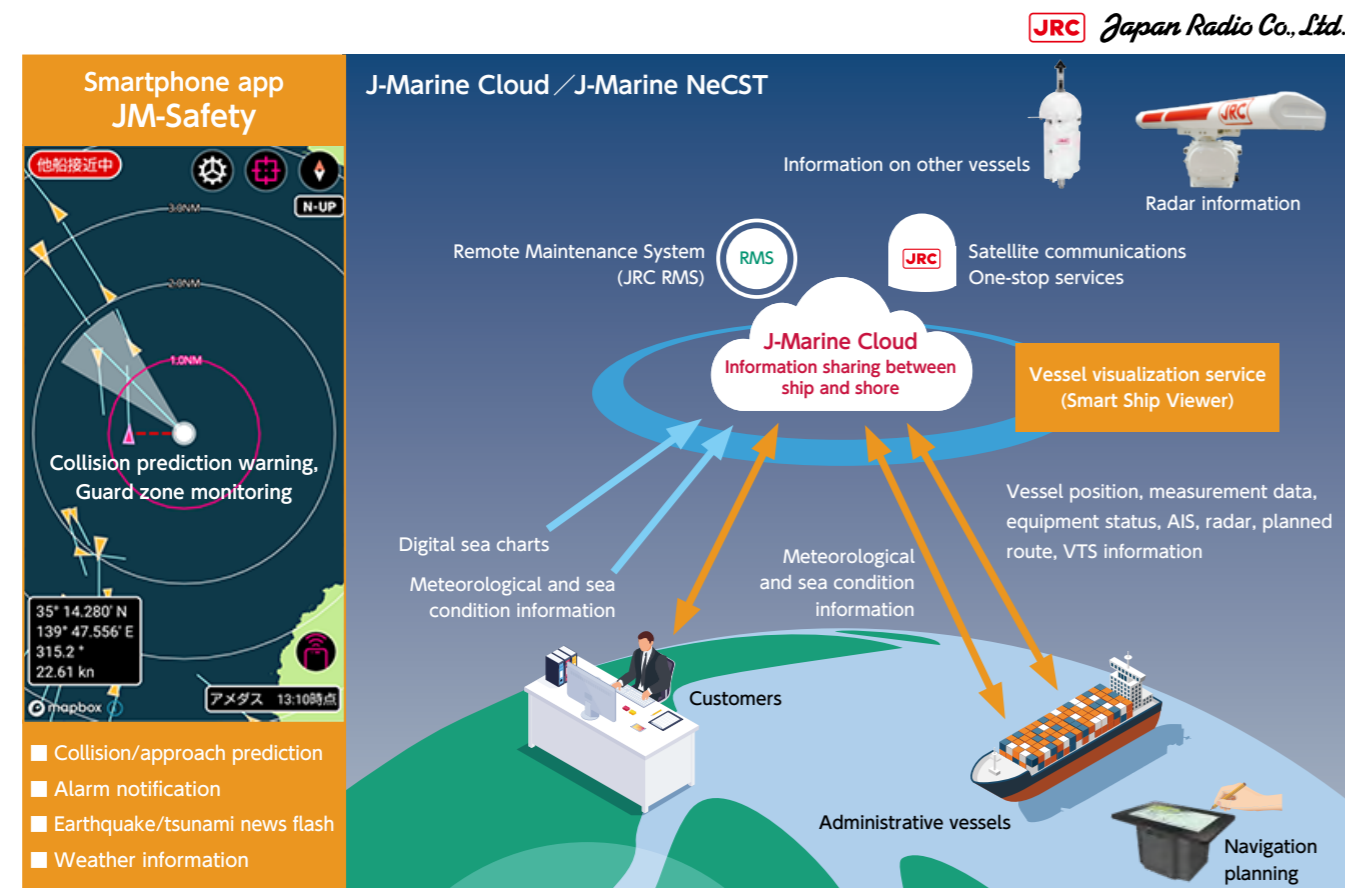 JRC Japan Radio Co., Ltd.
Smartphone app
JM-Safety
他船接近中
N-UP
3.0NM
2.0NM
1.0NM
Collision prediction warning,
Guard zone monitoring
35° 14.280' N
139° 47.556' E
315.2 °
22.61 kn
mapbox
アメダス 13:10時点
■ Collision/approach prediction
■ Alarm notification
■ Earthquake/tsunami news flash
■ Weather information
J-Marine Cloud／J-Marine NeCST
Information on other vessels
JRC
Radar information
Remote Maintenance System
(JRC RMS)
RMS
JRC
Satellite communications
One-stop services
J-Marine Cloud
Information sharing between
ship and shore
Vessel visualization service
(Smart Ship Viewer)
Digital sea charts
Meteorological and sea
condition information
Meteorological
and sea condition
information
Vessel position, measurement data,
equipment status, AIS, radar, planned
route, VTS information
Customers
Administrative vessels
Navigation
planning